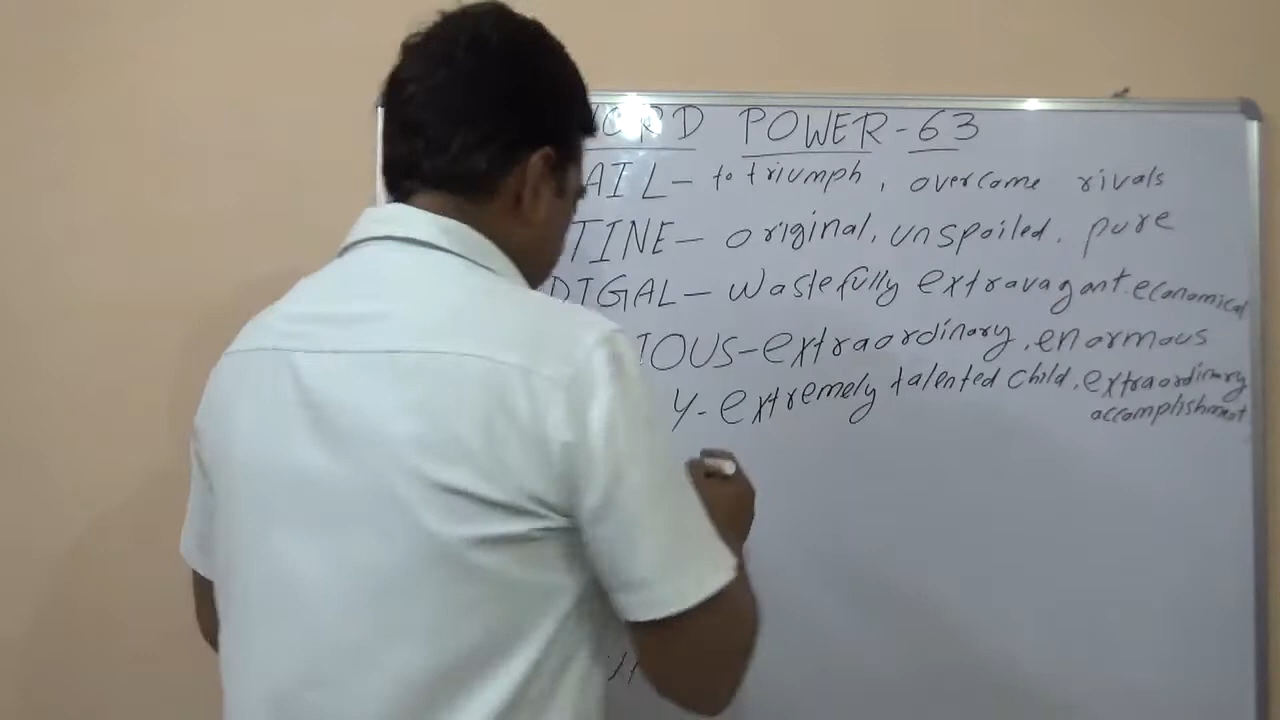 WORD POWER-63
AIL- to triumph, overcome rivals
TINE- original, unspoiled, pure
DIGAL- wastefully extravagant. economical
IOUS-extraordinary, enormous
Y-extremely talented child, extraordinary
accomplishment